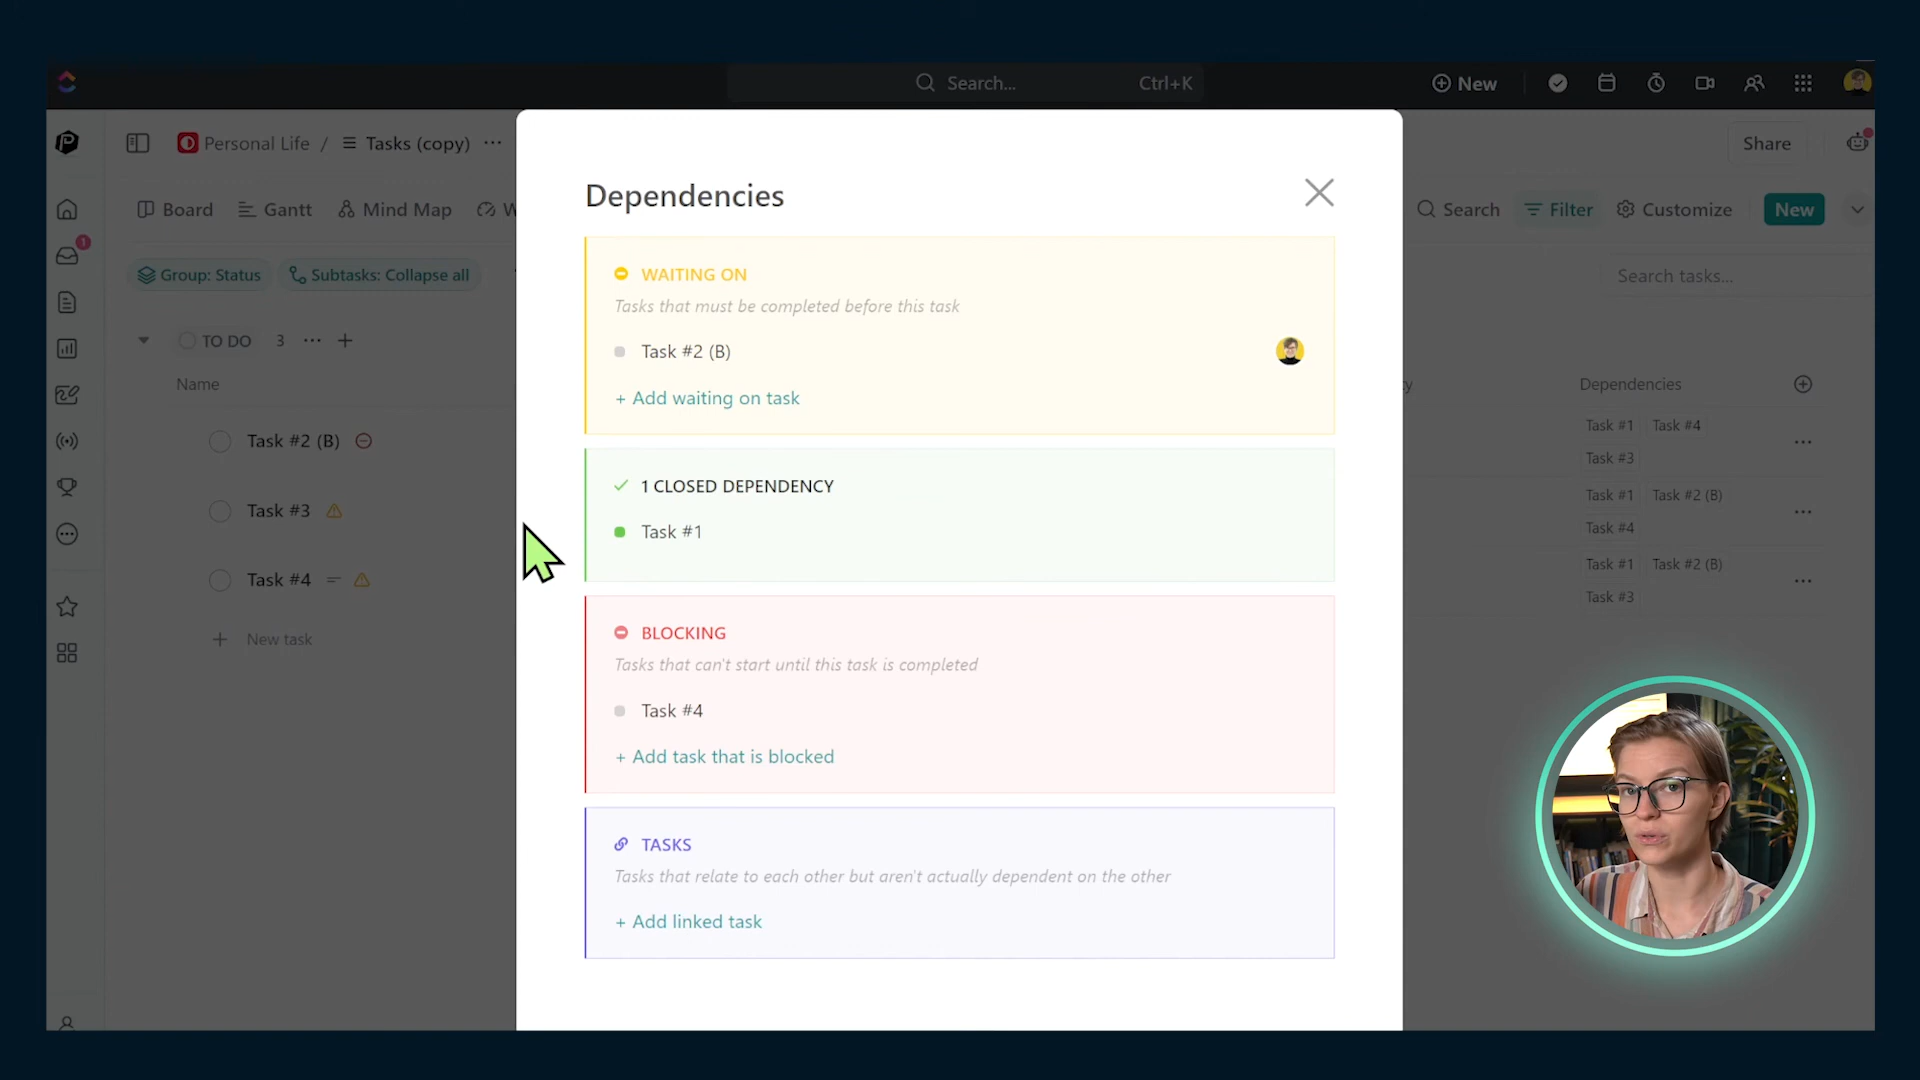 Search...
Ctrl+K
New
Personal Life / Tasks (copy) ...
Share
Board
Gantt
Mind Map
W
Search
Filter
Customize
New
1
Group: Status
Subtasks: Collapse all
Search tasks...
TO DO 3 ... +
Name
Dependencies
Task #2 (B)
Task #1 Task #4
Task #3
Task #3
Task #1 Task #2 (B)
Task #4
Task #4
Task #1 Task #2 (B)
Task #3
+ New task
Dependencies
WAITING ON
Tasks that must be completed before this task
Task #2 (B)
+ Add waiting on task
1 CLOSED DEPENDENCY
Task #1
BLOCKING
Tasks that can't start until this task is completed
Task #4
+ Add task that is blocked
TASKS
Tasks that relate to each other but aren't actually dependent on the other
+ Add linked task